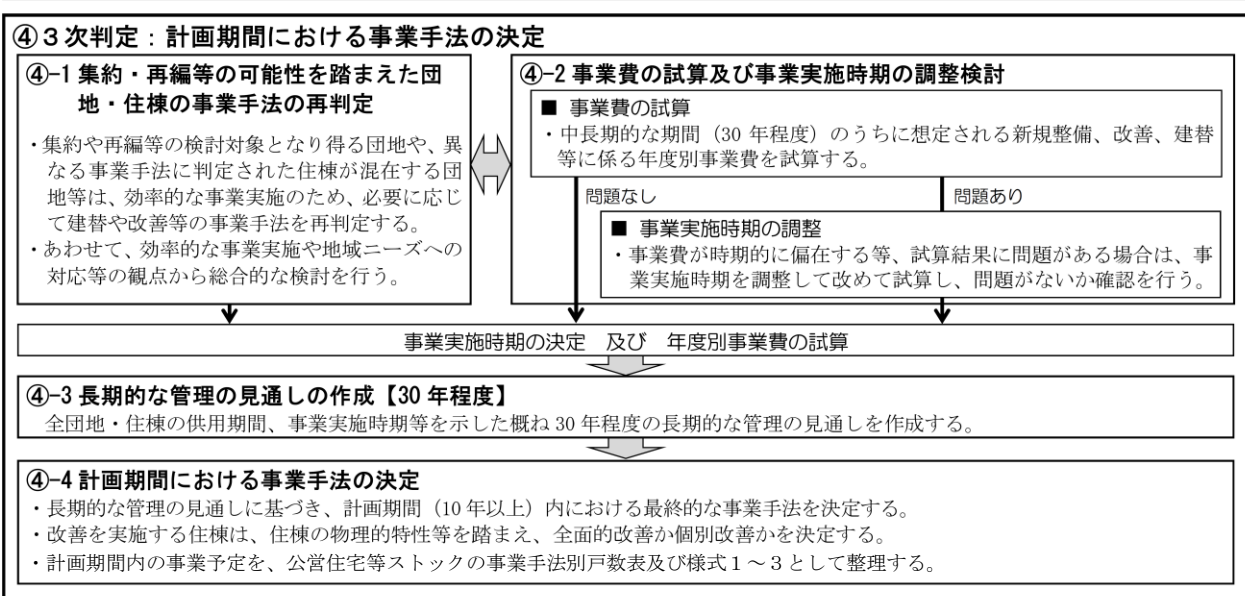 ④３次判定：計画期間における事業手法の決定
④-1 集約・再編等の可能性を踏まえた団
地・住棟の事業手法の再判定
・集約や再編等の検討対象となり得る団地や、異
なる事業手法に判定された住棟が混在する団
地等は、効率的な事業実施のため、必要に応じ
て建替や改善等の事業手法を再判定する。
・あわせて、効率的な事業実施や地域ニーズへの
対応等の観点から総合的な検討を行う。
④-2 事業費の試算及び事業実施時期の調整検討
■ 事業費の試算
・中長期的な期間（30 年程度）のうちに想定される新規整備、改善、建替
等に係る年度別事業費を試算する。
問題なし
問題あり
■ 事業実施時期の調整
・事業費が時期的に偏在する等、試算結果に問題がある場合は、事
業実施時期を調整して改めて試算し、問題がないか確認を行う。
事業実施時期の決定　及び　年度別事業費の試算
④-3 長期的な管理の見通しの作成【30 年程度】
全団地・住棟の供用期間、事業実施時期等を示した概ね 30 年程度の長期的な管理の見通しを作成する。
④-4 計画期間における事業手法の決定
・長期的な管理の見通しに基づき、計画期間（10 年以上）内における最終的な事業手法を決定する。
・改善を実施する住棟は、住棟の物理的特性等を踏まえ、全面的改善か個別改善かを決定する。
・計画期間内の事業予定を、公営住宅等ストックの事業手法別戸数表及び様式１～３として整理する。